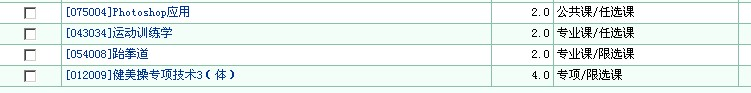 [075004]Photoshop应用 2.0 公共课/任选课
[043034]运动训练学 2.0 专业课/任选课
[054008]跆拳道 2.0 专业课/限选课
[012009]健美操专项技术3(体) 4.0 专项/限选课